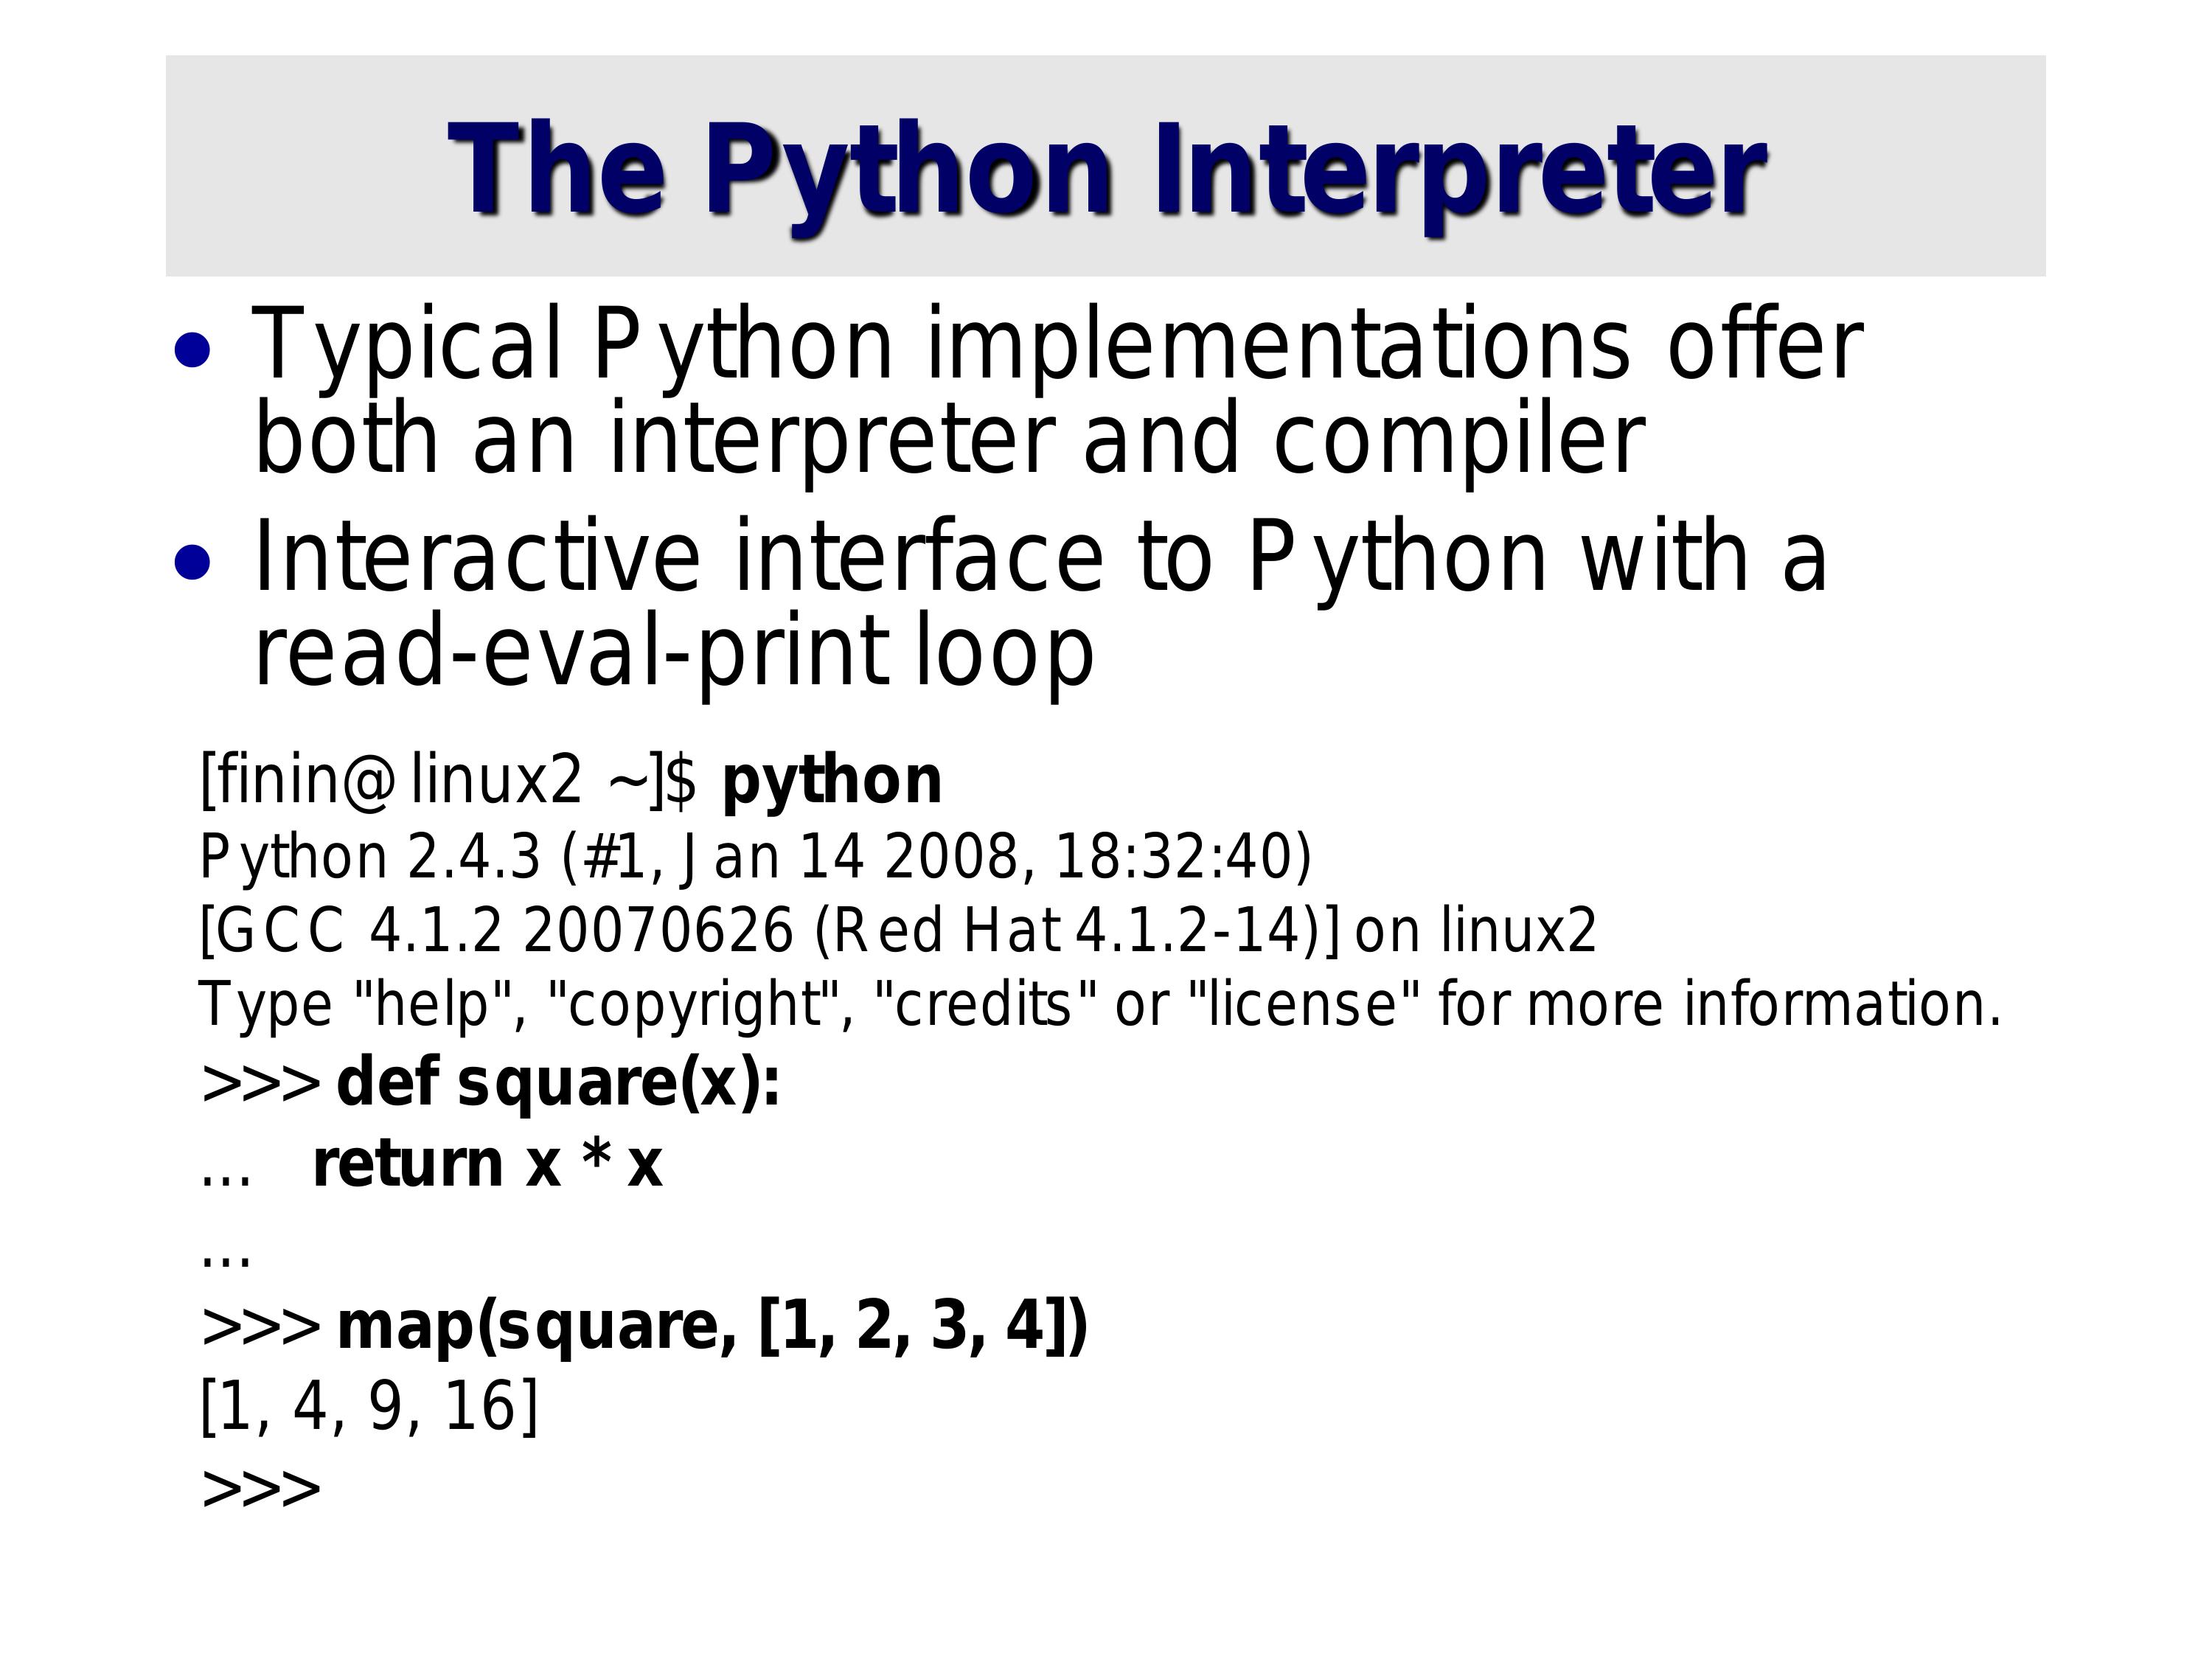 The Python Interpreter
• Typical Python implementations offer
both an interpreter and compiler
• Interactive interface to Python with a
read-eval-print loop
[finin@linux2 ~]$ python
Python 2.4.3 (#1, Jan 14 2008, 18:32:40)
[GCC 4.1.2 20070626 (Red Hat 4.1.2-14)] on linux2
Type "help", "copyright", "credits" or "license" for more information.
>>> def square(x):
...   return x * x
...
>>> map(square, [1, 2, 3, 4])
[1, 4, 9, 16]
>>>